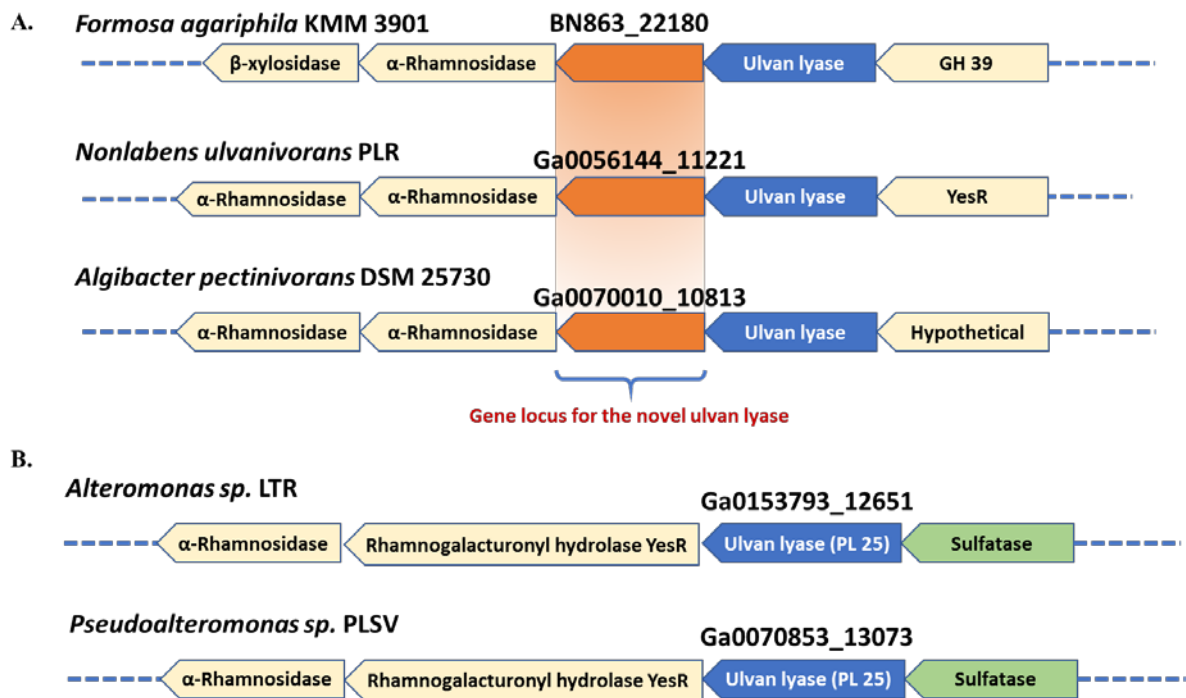 A.
Formosa agariphila KMM 3901
BN863_22180
β-xylosidase
α-Rhamnosidase
Ulvan lyase
GH 39
Nonlabens ulvanivorans PLR
Ga0056144_11221
α-Rhamnosidase
α-Rhamnosidase
Ulvan lyase
YesR
Algibacter pectinivorans DSM 25730
Ga0070010_10813
α-Rhamnosidase
α-Rhamnosidase
Ulvan lyase
Hypothetical
Gene locus for the novel ulvan lyase
B.
Alteromonas sp. LTR
Ga0153793_12651
α-Rhamnosidase
Rhamnogalacturonyl hydrolase YesR
Ulvan lyase (PL 25)
Sulfatase
Pseudoalteromonas sp. PLSV
Ga0070853_13073
α-Rhamnosidase
Rhamnogalacturonyl hydrolase YesR
Ulvan lyase (PL 25)
Sulfatase